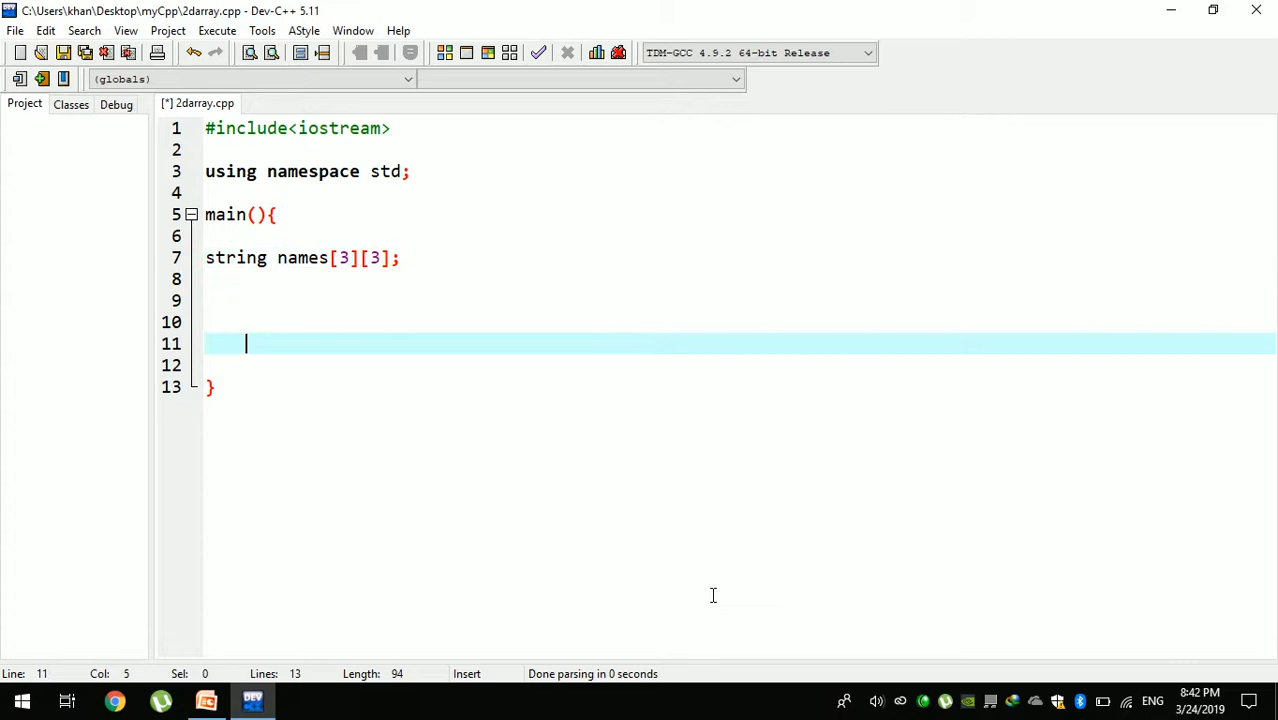 C:\Users\khan\Desktop\myCpp\2darray.cpp - Dev-C++ 5.11
File Edit Search View Project Execute Tools AStyle Window Help
TDM-GCC 4.9.2 64-bit Release
(globals)
Project Classes Debug [*] 2darray.cpp
1 #include<iostream>
2
3 using namespace std;
4
5 main(){
6
7 string names[3][3];
8
9
10
11
12
13 }
Line: 11 Col: 5 Sel: 0 Lines: 13 Length: 94 Insert Done parsing in 0 seconds
DEV ENG 8:42 PM
3/24/2019